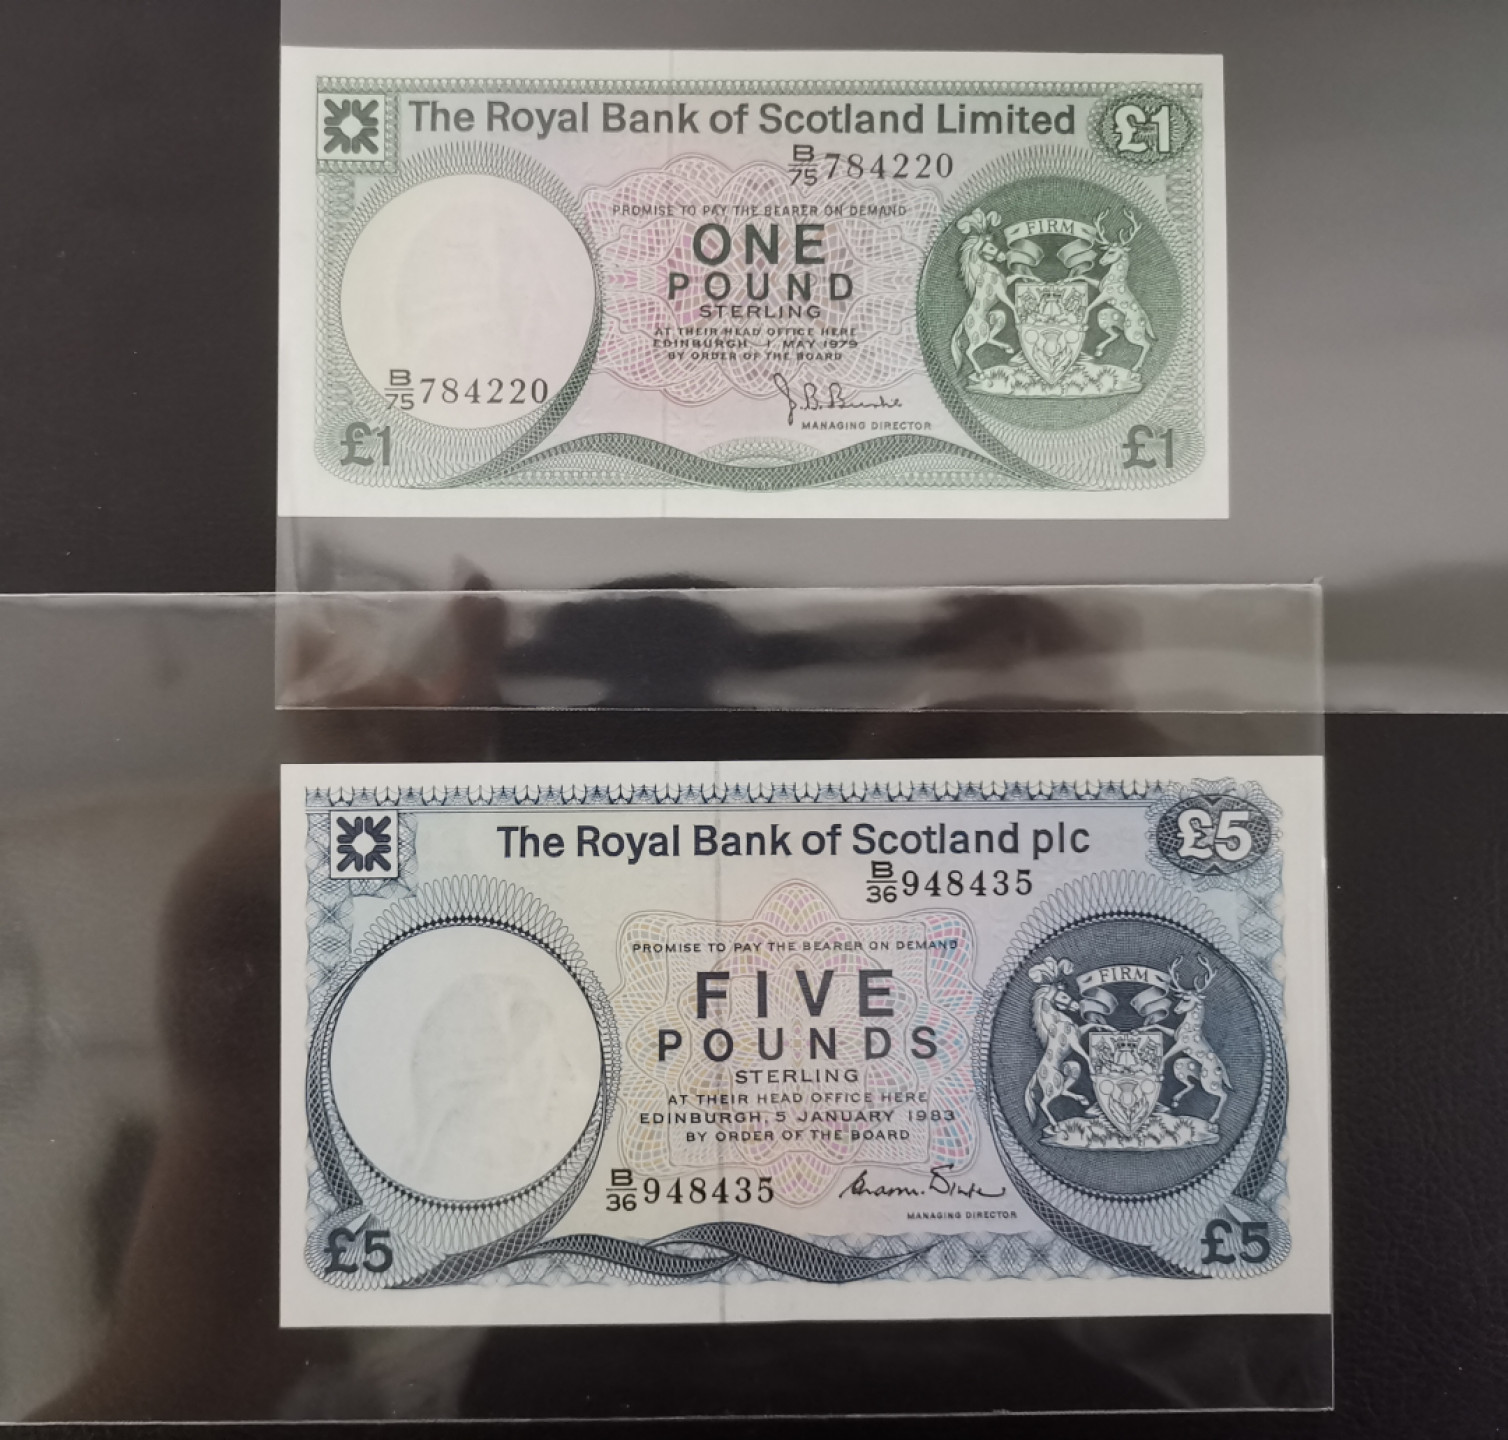 The Royal Bank of Scotland Limited £1
B/75 784220
PROMISE TO PAY THE BEARER ON DEMAND
ONE
POUND
STERLING
AT THEIR HEAD OFFICE HERE
EDINBURGH, 1 MAY 1979
BY ORDER OF THE BOARD
FIRM
B/75 784220
MANAGING DIRECTOR
£1 £1
The Royal Bank of Scotland plc £5
B/36 948435
PROMISE TO PAY THE BEARER ON DEMAND
FIVE
POUNDS
STERLING
AT THEIR HEAD OFFICE HERE
EDINBURGH, 5 JANUARY 1983
BY ORDER OF THE BOARD
FIRM
B/36 948435
MANAGING DIRECTOR
£5 £5